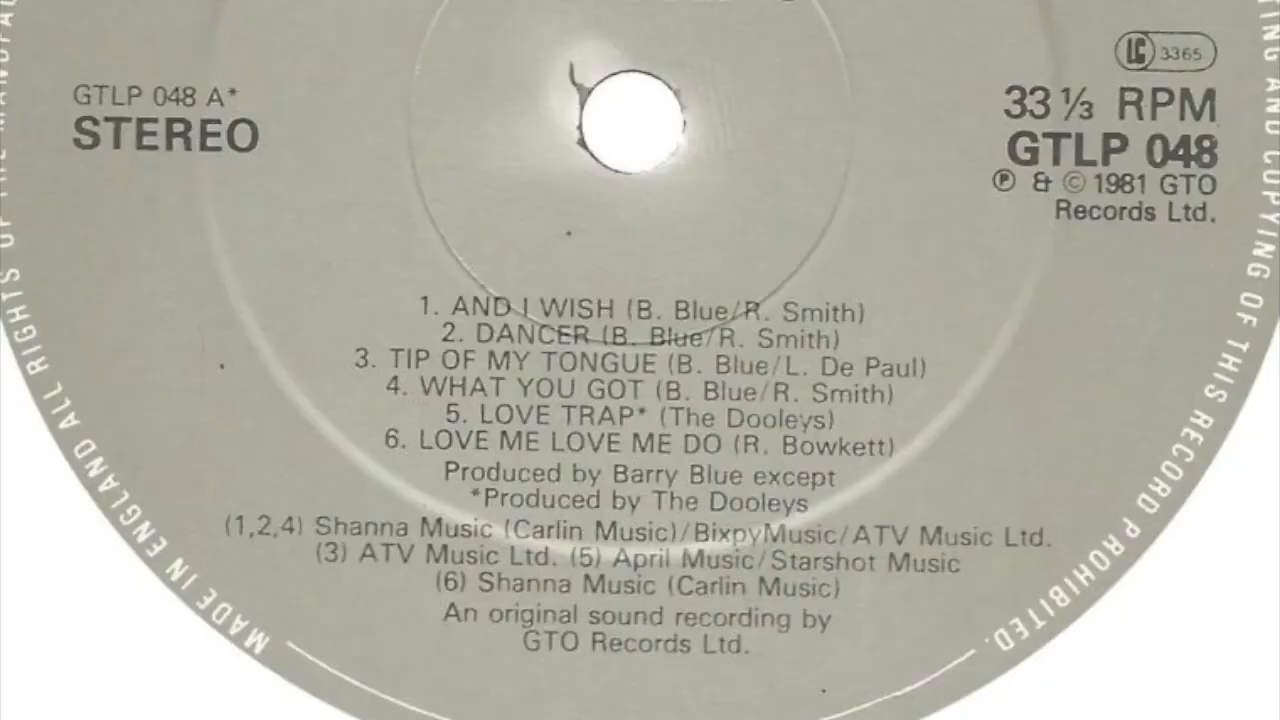 LC 3365
GTLP 048 A*
STEREO
33 ⅓ RPM
GTLP 048
℗ & © 1981 GTO
Records Ltd.
1. AND I WISH (B. Blue/R. Smith)
2. DANCER (B. Blue/R. Smith)
3. TIP OF MY TONGUE (B. Blue/L. De Paul)
4. WHAT YOU GOT (B. Blue/R. Smith)
5. LOVE TRAP* (The Dooleys)
6. LOVE ME LOVE ME DO (R. Bowkett)
Produced by Barry Blue except
*Produced by The Dooleys
(1,2,4) Shanna Music (Carlin Music)/BixpyMusic/ATV Music Ltd.
(3) ATV Music Ltd. (5) April Music/Starshot Music
(6) Shanna Music (Carlin Music)
An original sound recording by
GTO Records Ltd.
MADE IN ENGLAND ALL RIGHTS OF THE
AND COPYING OF THIS RECORD PROHIBITED.